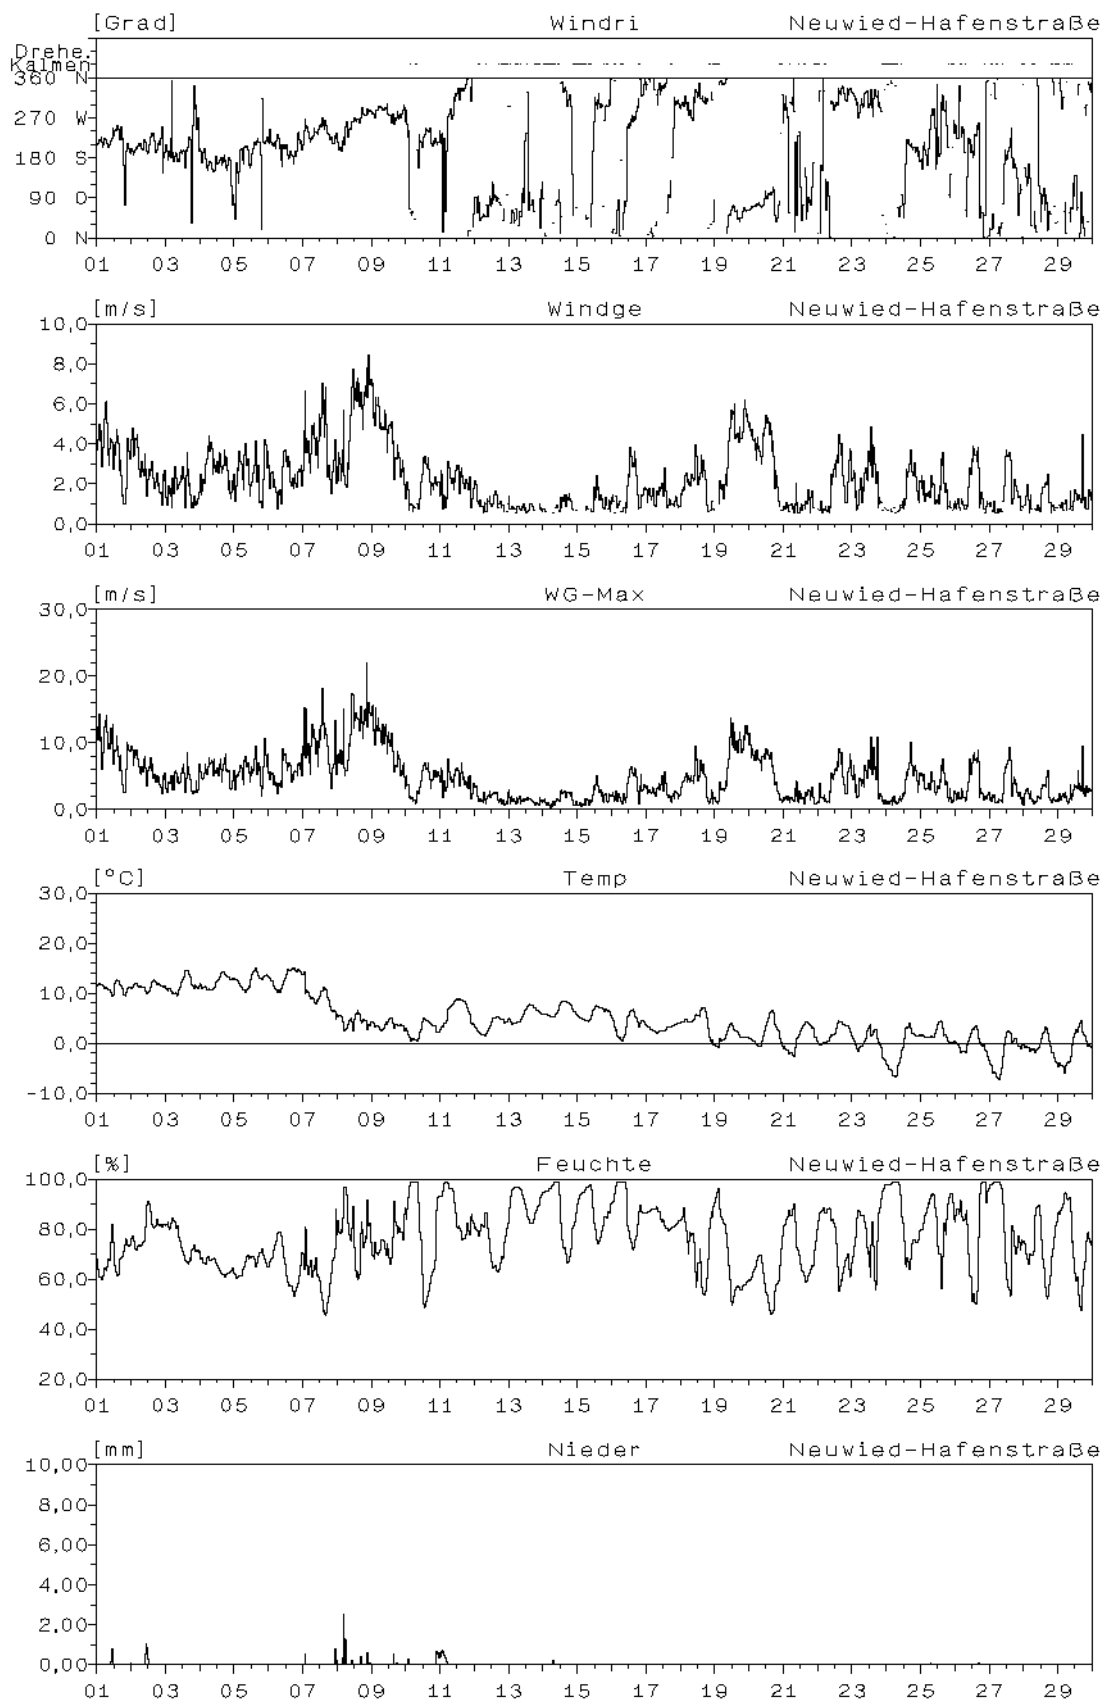 [Grad] Windri Neuwied-Hafenstraße
Drehe.
Kalmen
360 N
270 W
180 S
90 O
0 N
01 03 05 07 09 11 13 15 17 19 21 23 25 27 29
[m/s] Windge Neuwied-Hafenstraße
10,0
8,0
6,0
4,0
2,0
0,0
01 03 05 07 09 11 13 15 17 19 21 23 25 27 29
[m/s] WG-Max Neuwied-Hafenstraße
30,0
20,0
10,0
0,0
01 03 05 07 09 11 13 15 17 19 21 23 25 27 29
[°C] Temp Neuwied-Hafenstraße
30,0
20,0
10,0
0,0
-10,0
01 03 05 07 09 11 13 15 17 19 21 23 25 27 29
[%] Feuchte Neuwied-Hafenstraße
100,0
80,0
60,0
40,0
20,0
01 03 05 07 09 11 13 15 17 19 21 23 25 27 29
[mm] Nieder Neuwied-Hafenstraße
10,00
8,00
6,00
4,00
2,00
0,00
01 03 05 07 09 11 13 15 17 19 21 23 25 27 29